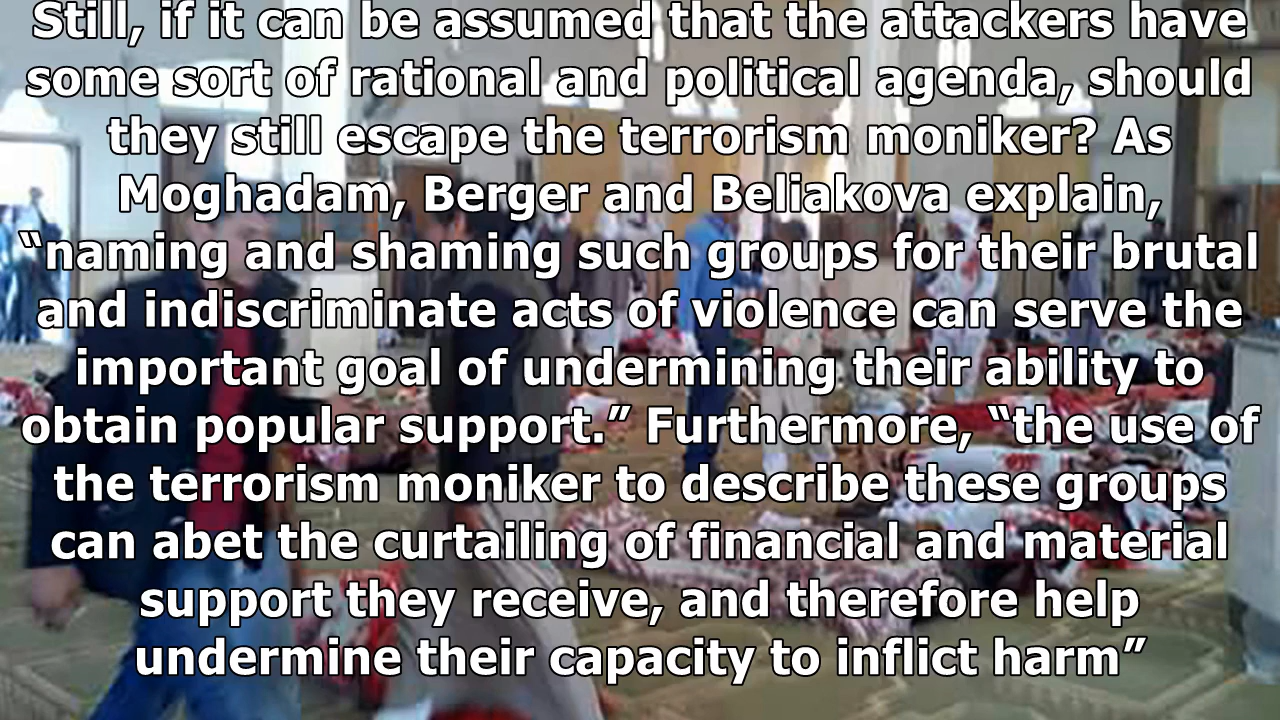 Still, if it can be assumed that the attackers have
some sort of rational and political agenda, should
they still escape the terrorism moniker? As
Moghadam, Berger and Beliakova explain,
“naming and shaming such groups for their brutal
and indiscriminate acts of violence can serve the
important goal of undermining their ability to
obtain popular support.” Furthermore, “the use of
the terrorism moniker to describe these groups
can abet the curtailing of financial and material
support they receive, and therefore help
undermine their capacity to inflict harm”